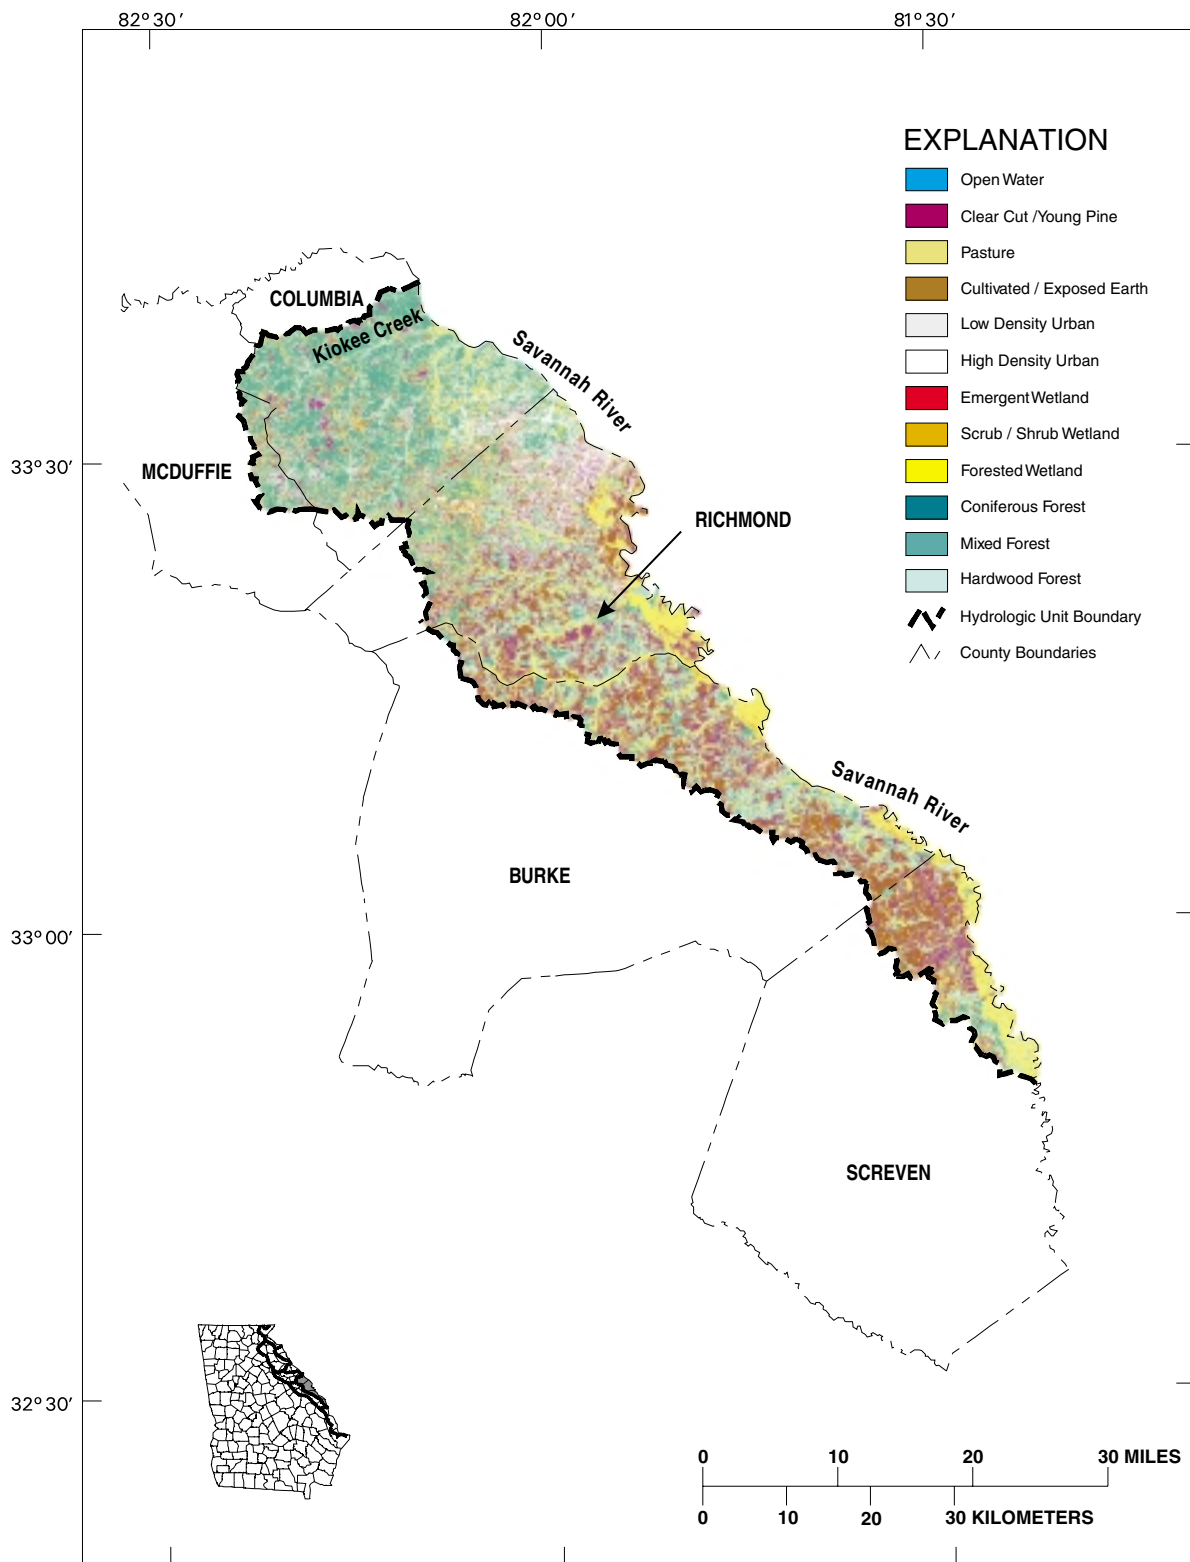 82° 30′
82° 00′
81° 30′
EXPLANATION
Open Water
Clear Cut / Young Pine
Pasture
Cultivated / Exposed Earth
Low Density Urban
High Density Urban
Emergent Wetland
Scrub / Shrub Wetland
Forested Wetland
Coniferous Forest
Mixed Forest
Hardwood Forest
Hydrologic Unit Boundary
County Boundaries
COLUMBIA
Kiokee Creek
Savannah River
MCDUFFIE
33° 30′
RICHMOND
Savannah River
BURKE
33° 00′
SCREVEN
32° 30′
0 10 20 30 MILES
0 10 20 30 KILOMETERS